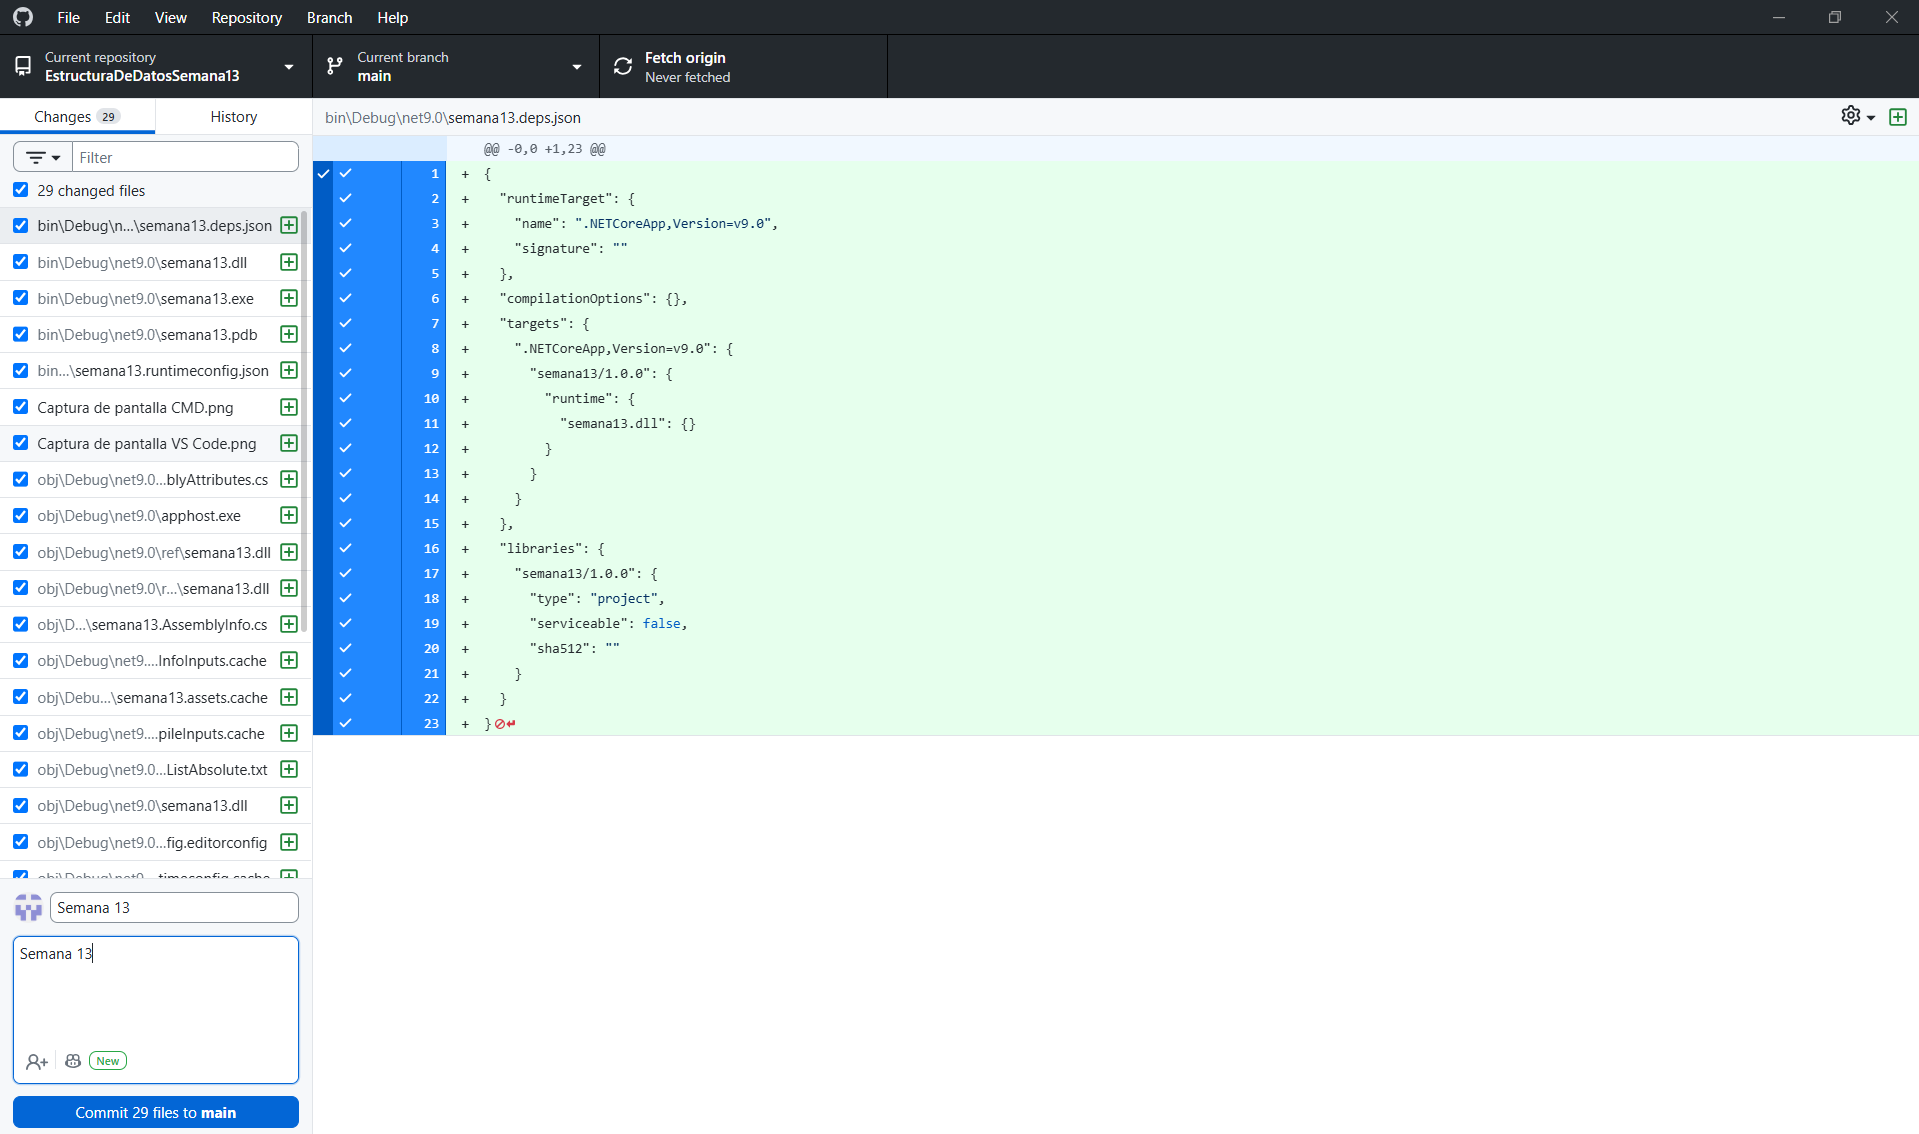 File Edit View Repository Branch Help
Current repository
EstructuraDeDatosSemana13
Current branch
main
Fetch origin
Never fetched
Changes 29
History
Filter
29 changed files
bin\Debug\n...\semana13.deps.json
bin\Debug\net9.0\semana13.dll
bin\Debug\net9.0\semana13.exe
bin\Debug\net9.0\semana13.pdb
bin...\semana13.runtimeconfig.json
Captura de pantalla CMD.png
Captura de pantalla VS Code.png
obj\Debug\net9.0...blyAttributes.cs
obj\Debug\net9.0\apphost.exe
obj\Debug\net9.0\ref\semana13.dll
obj\Debug\net9.0\r...\semana13.dll
obj\D...\semana13.AssemblyInfo.cs
obj\Debug\net9....InfoInputs.cache
obj\Debu...\semana13.assets.cache
obj\Debug\net9....pileInputs.cache
obj\Debug\net9.0...ListAbsolute.txt
obj\Debug\net9.0\semana13.dll
obj\Debug\net9.0...fig.editorconfig
obj\Debug\net9....timeconfig.cache
Semana 13
Semana 13
New
Commit 29 files to main
bin\Debug\net9.0\semana13.deps.json
@@ -0,0 +1,23 @@
1 + {
2 + "runtimeTarget": {
3 + "name": ".NETCoreApp,Version=v9.0",
4 + "signature": ""
5 + },
6 + "compilationOptions": {},
7 + "targets": {
8 + ".NETCoreApp,Version=v9.0": {
9 + "semana13/1.0.0": {
10 + "runtime": {
11 + "semana13.dll": {}
12 + }
13 + }
14 + }
15 + },
16 + "libraries": {
17 + "semana13/1.0.0": {
18 + "type": "project",
19 + "serviceable": false,
20 + "sha512": ""
21 + }
22 + }
23 + }